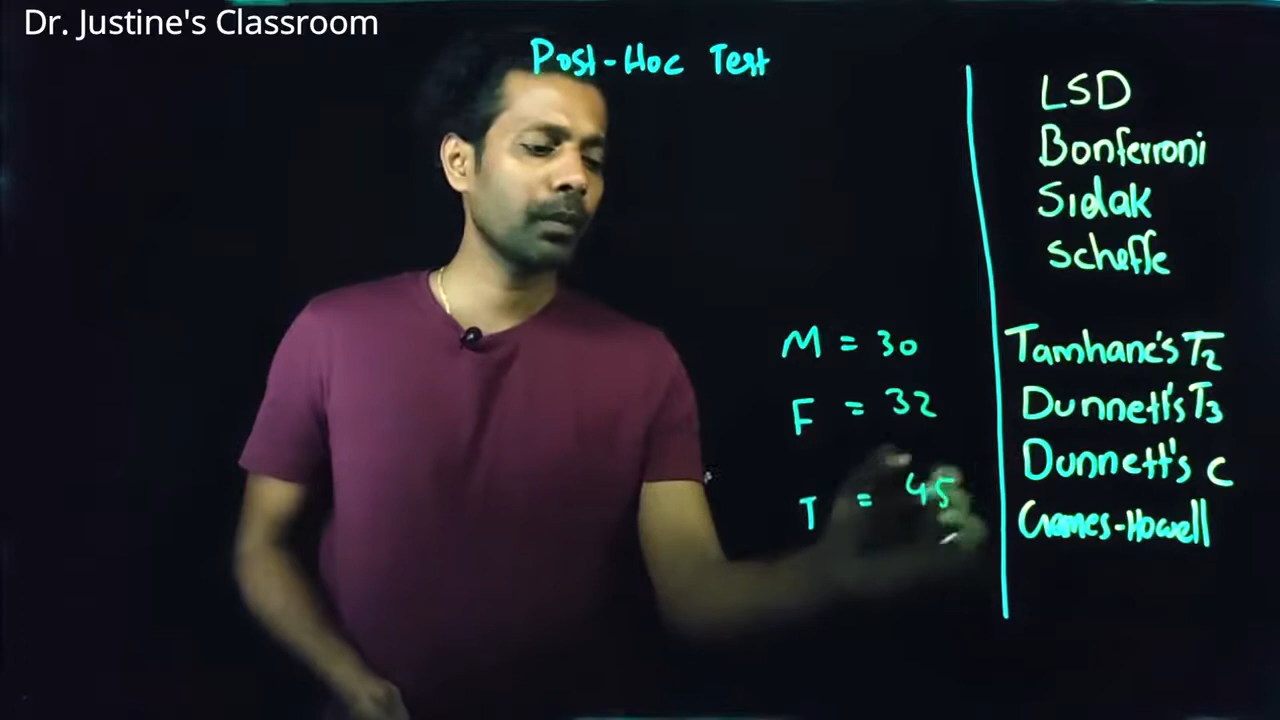 Dr. Justine's Classroom
Post-Hoc Test
LSD
Bonferroni
Sidak
Scheffe
M = 30
F = 32
T = 45
Tamhane's T2
Dunnett's T3
Dunnett's C
Games-Howell